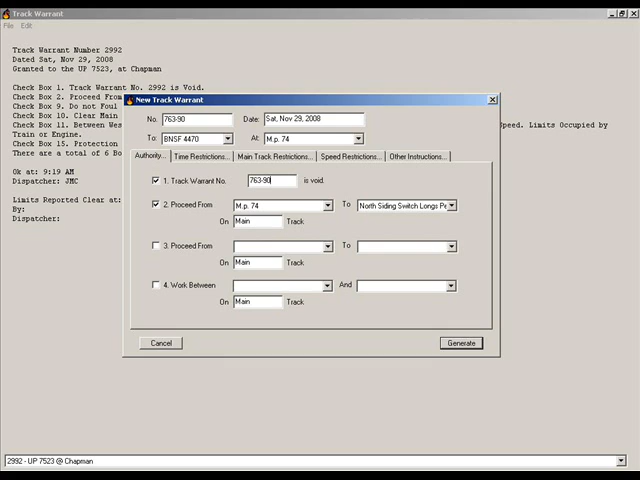 Track Warrant
File Edit
Track Warrant Number 2992
Dated Sat, Nov 29, 2008
Granted to the UP 7523, at Chapman
Check Box 1. Track Warrant No. 2992 is Void.
Check Box 2. Proceed From
Check Box 9. Do not Foul
Check Box 10. Clear Main
Check Box 11. Between Wes Speed. Limits Occupied by
Train or Engine.
Check Box 15. Protection
There are a total of 6 Bo
Ok at: 9:19 AM
Dispatcher: JMC
Limits Reported Clear at:
By:
Dispatcher:
New Track Warrant
No. 763-90 Date: Sat, Nov 29, 2008
To: BNSF 4470 At: M.p. 74
Authority... Time Restrictions... Main Track Restrictions... Speed Restrictions... Other Instructions...
1. Track Warrant No. 763-90 is void.
2. Proceed From M.p. 74 To North Siding Switch Longs Pe
On Main Track
3. Proceed From To
On Main Track
4. Work Between And
On Main Track
Cancel Generate
2992 - UP 7523 @ Chapman